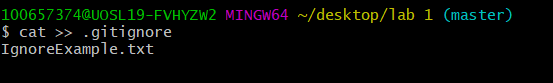 100657374@UOSL19-FVHYZW2 MINGW64 ~/desktop/lab 1 (master)
$ cat >> .gitignore
IgnoreExample.txt